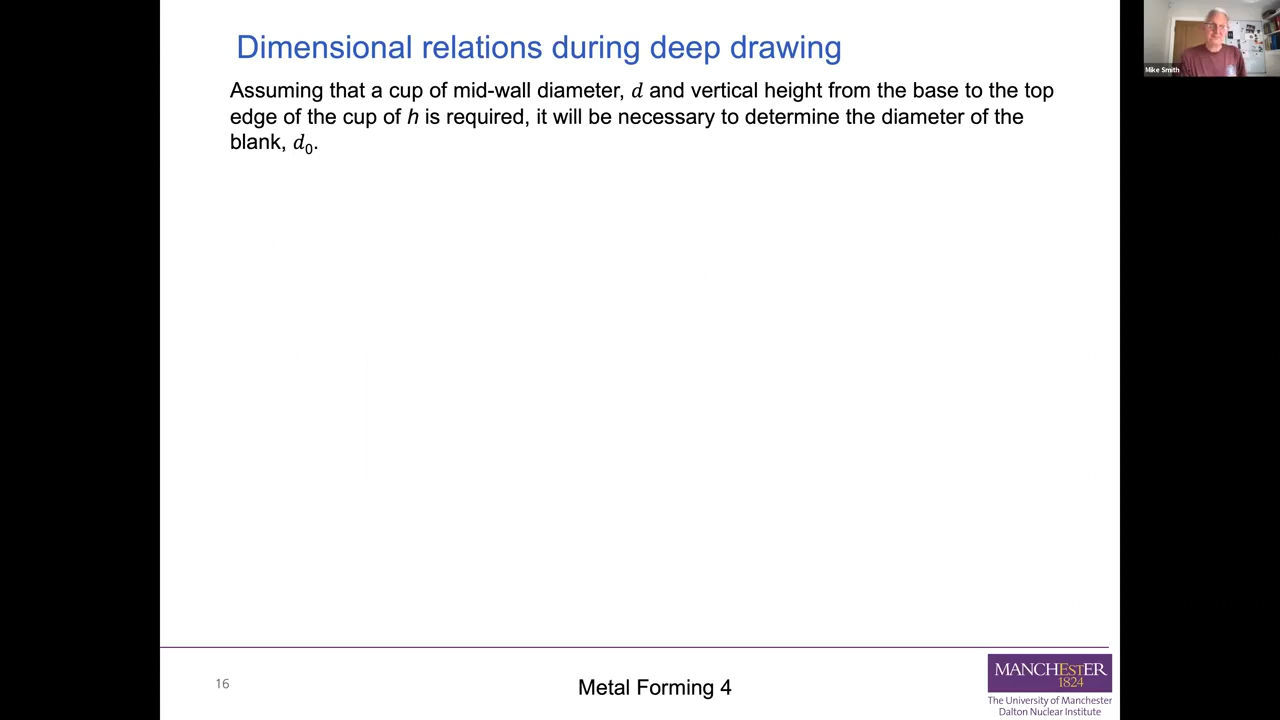 Dimensional relations during deep drawing
Mike Smith
Assuming that a cup of mid-wall diameter, d and vertical height from the base to the top
edge of the cup of h is required, it will be necessary to determine the diameter of the
blank, d₀.
16
Metal Forming 4
MANCHESTER
1824
The University of Manchester
Dalton Nuclear Institute